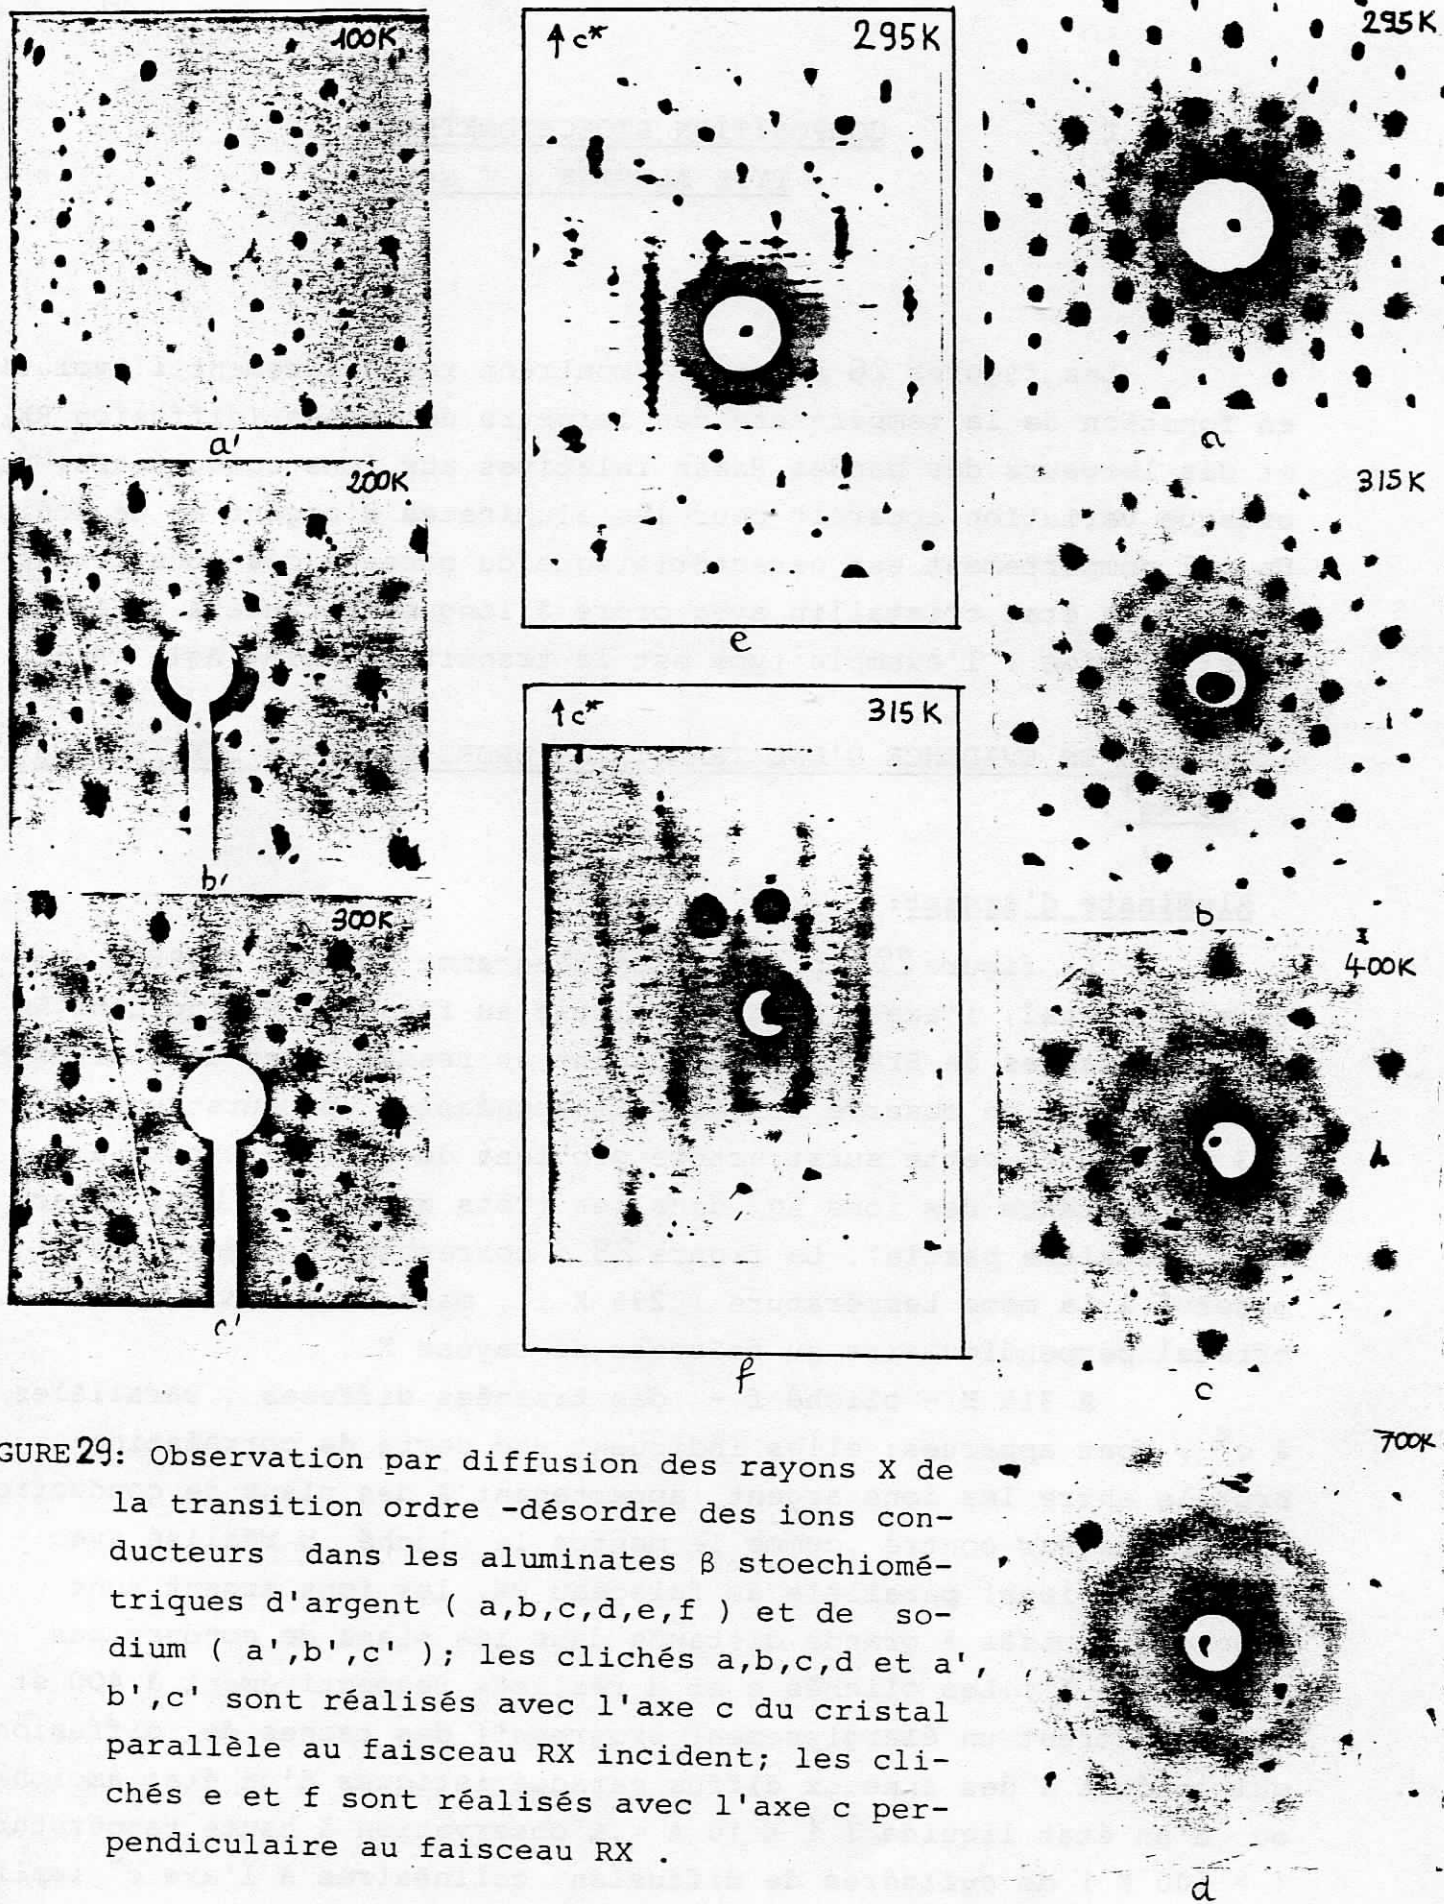 100K
a'
200K
b'
300K
c'
↑ c*
295K
e
↑ c*
315K
f
295K
a
315K
b
400K
c
700K
d
GURE 29: Observation par diffusion des rayons X de
la transition ordre -désordre des ions con-
ducteurs dans les aluminates β stoechiomé-
triques d'argent ( a,b,c,d,e,f ) et de so-
dium ( a',b',c' ); les clichés a,b,c,d et a',
b',c' sont réalisés avec l'axe c du cristal
parallèle au faisceau RX incident; les cli-
chés e et f sont réalisés avec l'axe c per-
pendiculaire au faisceau RX .